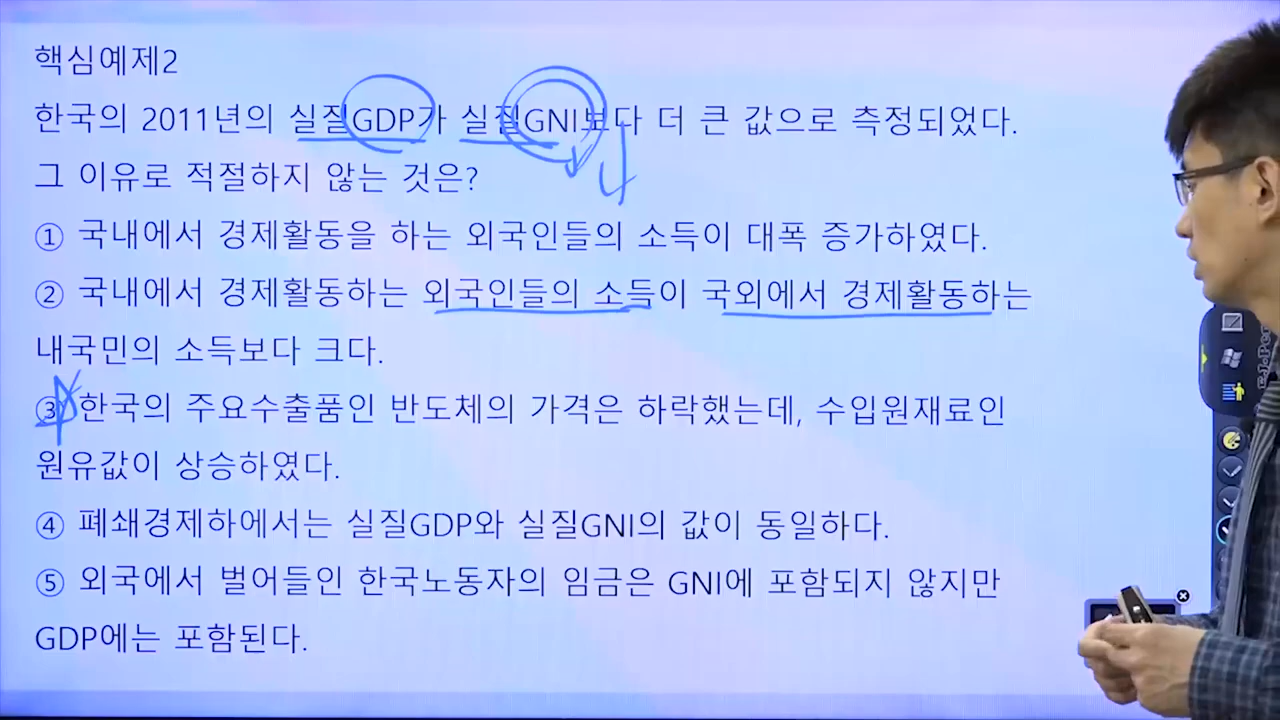 핵심예제2
한국의 2011년의 실질GDP가 실질GNI보다 더 큰 값으로 측정되었다.
그 이유로 적절하지 않는 것은?
① 국내에서 경제활동을 하는 외국인들의 소득이 대폭 증가하였다.
② 국내에서 경제활동하는 외국인들의 소득이 국외에서 경제활동하는
내국민의 소득보다 크다.
③ 한국의 주요수출품인 반도체의 가격은 하락했는데, 수입원재료인
원유값이 상승하였다.
④ 폐쇄경제하에서는 실질GDP와 실질GNI의 값이 동일하다.
⑤ 외국에서 벌어들인 한국노동자의 임금은 GNI에 포함되지 않지만
GDP에는 포함된다.